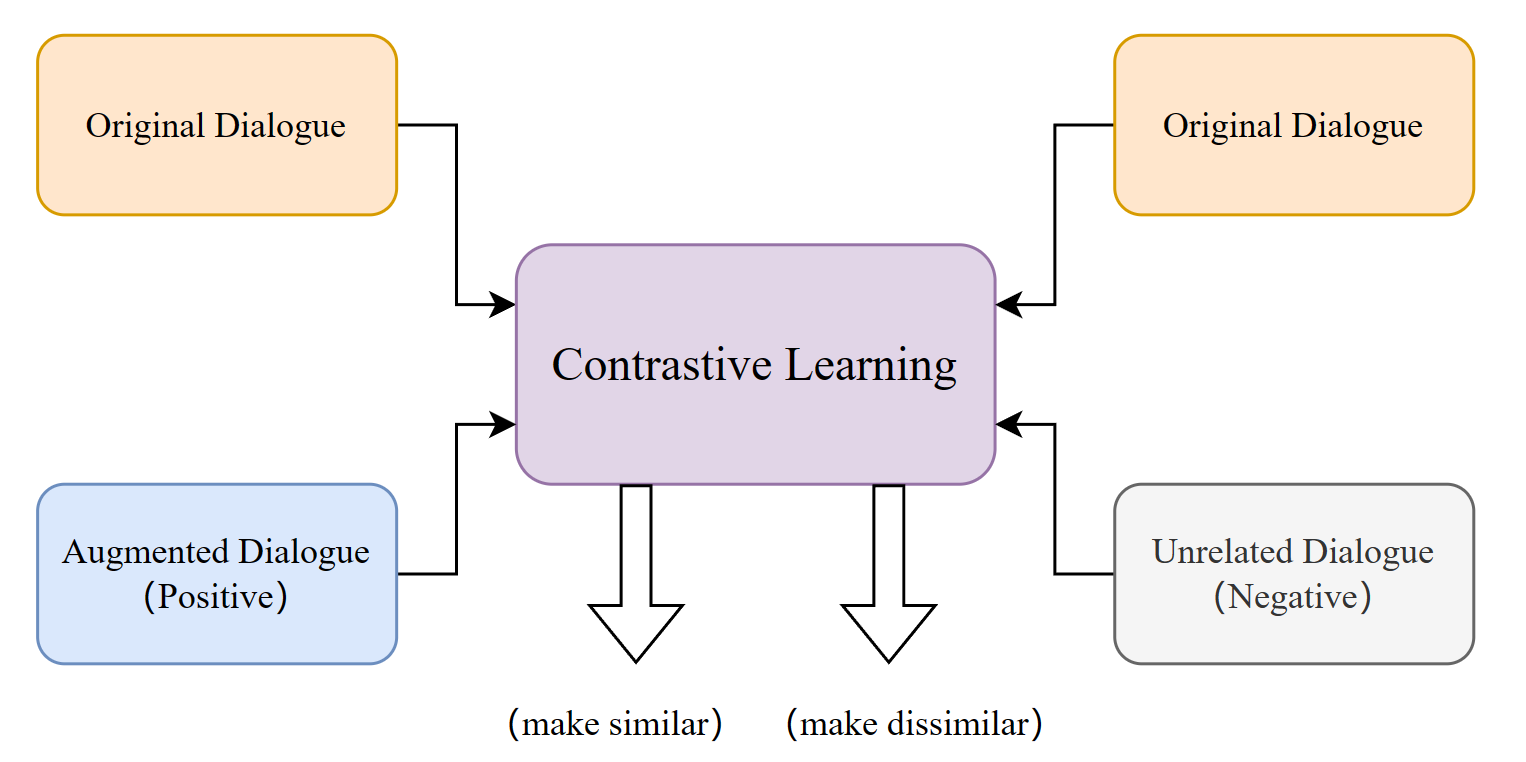 Original Dialogue
Original Dialogue
Contrastive Learning
Augmented Dialogue
(Positive)
Unrelated Dialogue
(Negative)
(make similar)
(make dissimilar)